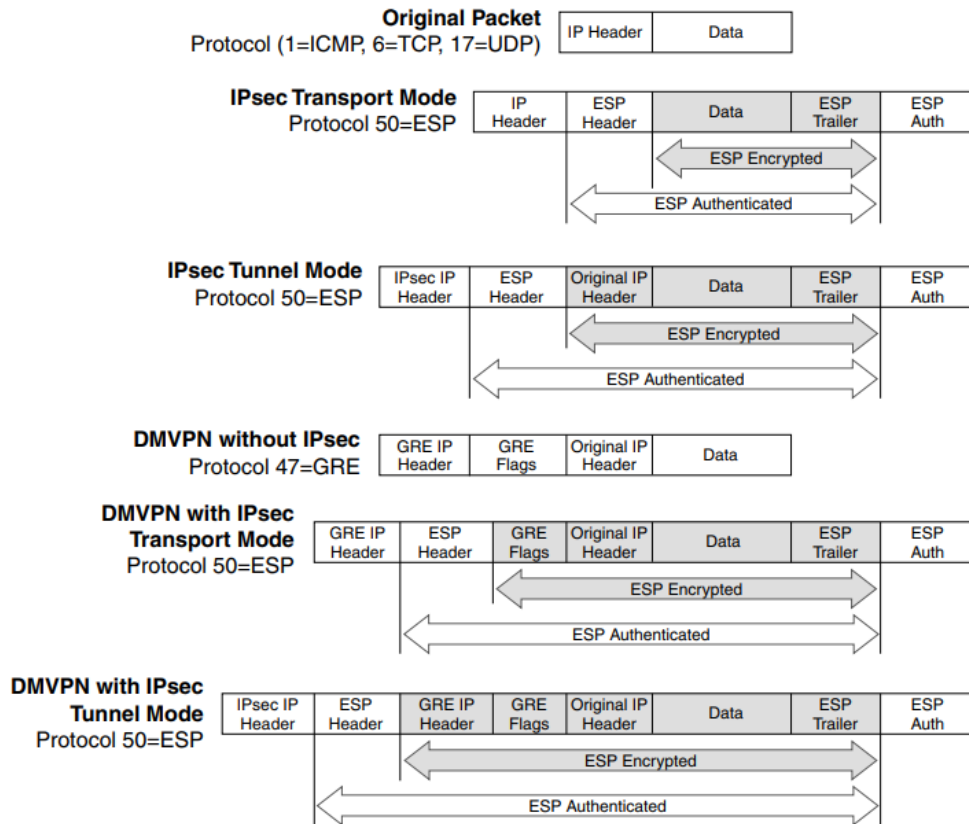 Original Packet
Protocol (1=ICMP, 6=TCP, 17=UDP)
IP Header
Data
IPsec Transport Mode
Protocol 50=ESP
IP
Header
ESP
Header
Data
ESP
Trailer
ESP
Auth
ESP Encrypted
ESP Authenticated
IPsec Tunnel Mode
Protocol 50=ESP
IPsec IP
Header
ESP
Header
Original IP
Header
Data
ESP
Trailer
ESP
Auth
ESP Encrypted
ESP Authenticated
DMVPN without IPsec
Protocol 47=GRE
GRE IP
Header
GRE
Flags
Original IP
Header
Data
DMVPN with IPsec
Transport Mode
Protocol 50=ESP
GRE IP
Header
ESP
Header
GRE
Flags
Original IP
Header
Data
ESP
Trailer
ESP
Auth
ESP Encrypted
ESP Authenticated
DMVPN with IPsec
Tunnel Mode
Protocol 50=ESP
IPsec IP
Header
ESP
Header
GRE IP
Header
GRE
Flags
Original IP
Header
Data
ESP
Trailer
ESP
Auth
ESP Encrypted
ESP Authenticated